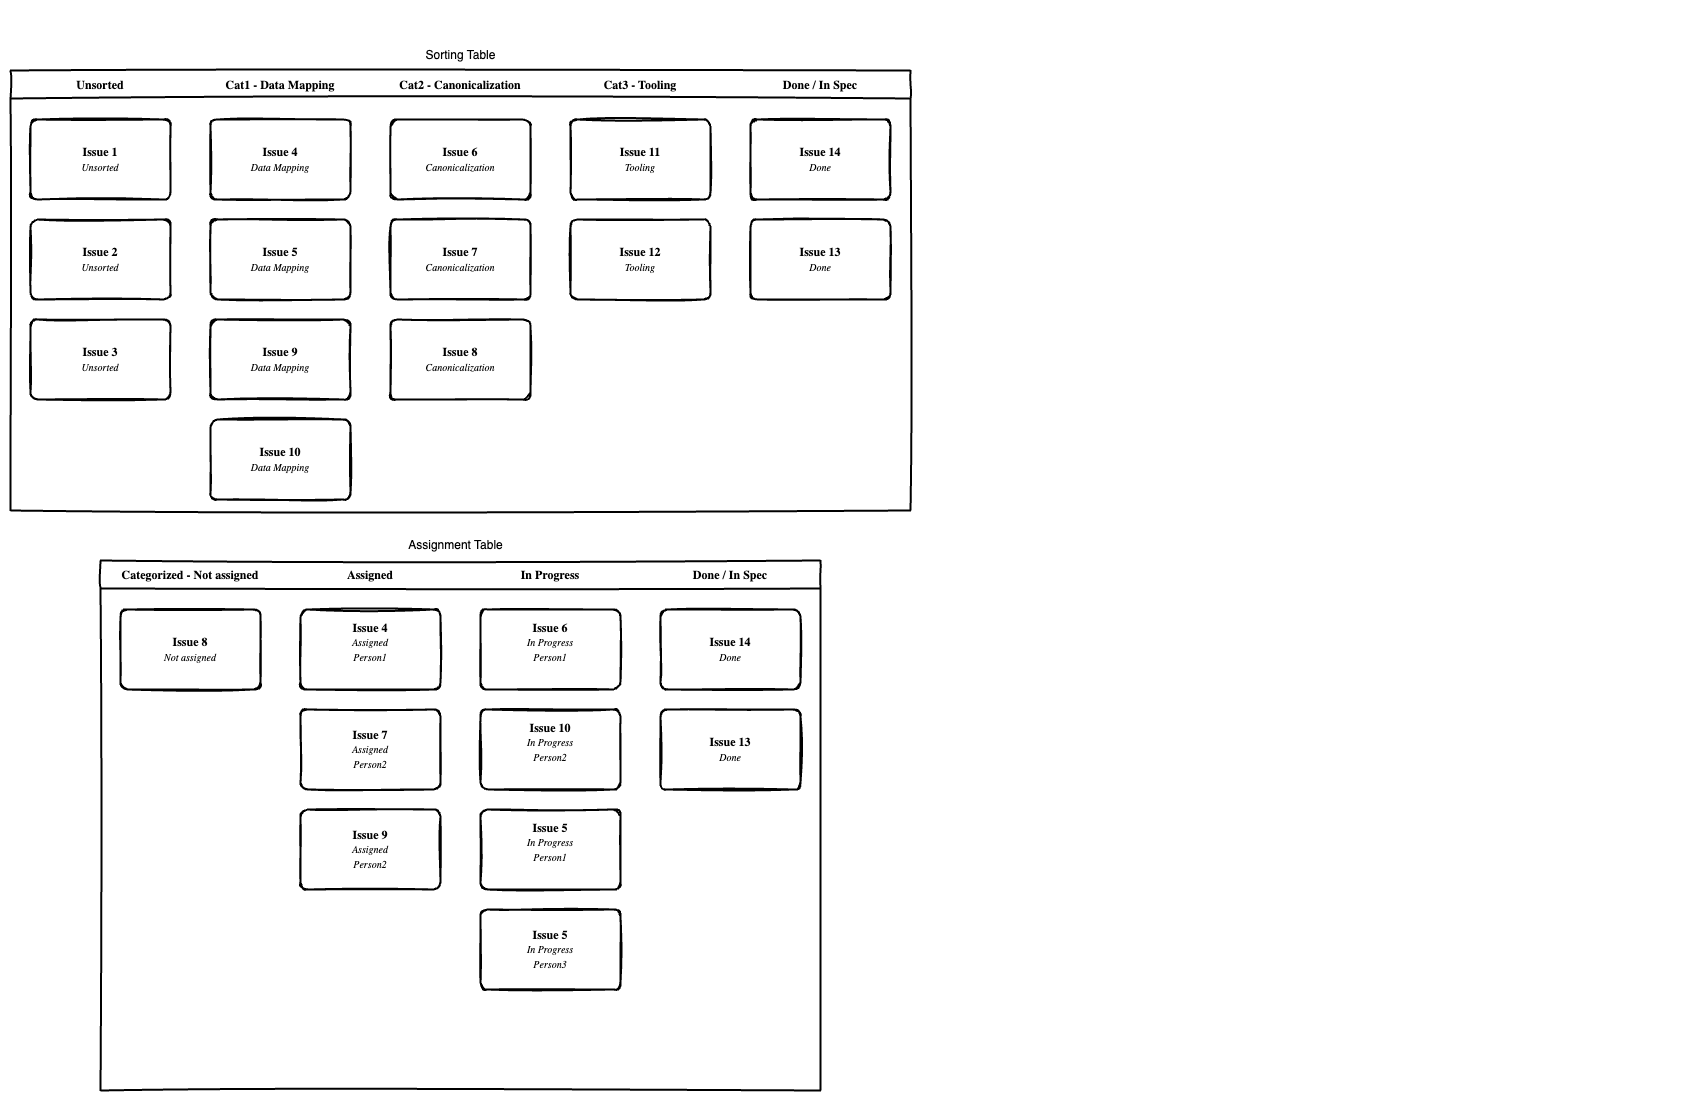 Sorting Table
Unsorted
Cat1 - Data Mapping
Cat2 - Canonicalization
Cat3 - Tooling
Done / In Spec
Issue 1
Unsorted
Issue 4
Data Mapping
Issue 6
Canonicalization
Issue 11
Tooling
Issue 14
Done
Issue 2
Unsorted
Issue 5
Data Mapping
Issue 7
Canonicalization
Issue 12
Tooling
Issue 13
Done
Issue 3
Unsorted
Issue 9
Data Mapping
Issue 8
Canonicalization
Issue 10
Data Mapping
Assignment Table
Categorized - Not assigned
Assigned
In Progress
Done / In Spec
Issue 8
Not assigned
Issue 4
Assigned
Person1
Issue 6
In Progress
Person1
Issue 14
Done
Issue 7
Assigned
Person2
Issue 10
In Progress
Person2
Issue 13
Done
Issue 9
Assigned
Person2
Issue 5
In Progress
Person1
Issue 5
In Progress
Person3